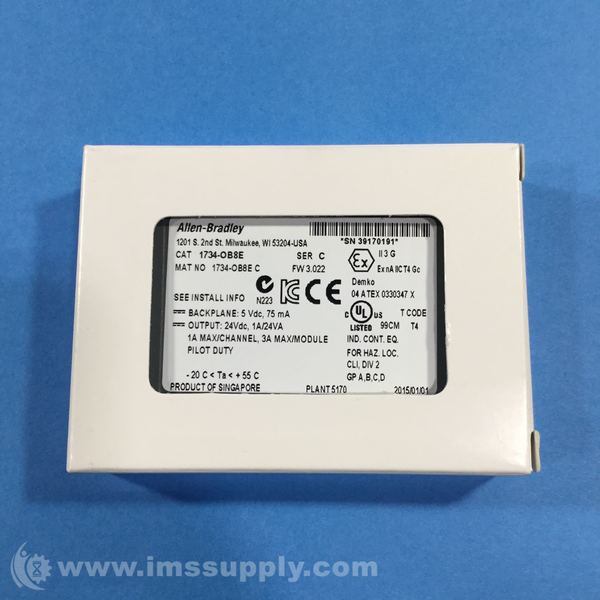 Allen-Bradley
1201 S. 2nd St. Milwaukee, WI 53204-USA
*SN 39170191*
CAT 1734-OB8E SER C
MAT NO 1734-OB8E C FW 3.022
Ex II 3 G
Ex nA IIC T4 Gc
Demko
04 ATEX 0330347 X
SEE INSTALL INFO N223 C CE
BACKPLANE: 5 Vdc, 75 mA
OUTPUT: 24Vdc, 1A/24VA
1A MAX/CHANNEL, 3A MAX/MODULE
PILOT DUTY
C UL US
LISTED 99CM
T CODE
T4
IND. CONT. EQ.
FOR HAZ. LOC.
CLI, DIV 2
GP A,B,C,D
- 20 C < Ta < + 55 C
PRODUCT OF SINGAPORE PLANT 5170 2015/01/01
www.imssupply.com